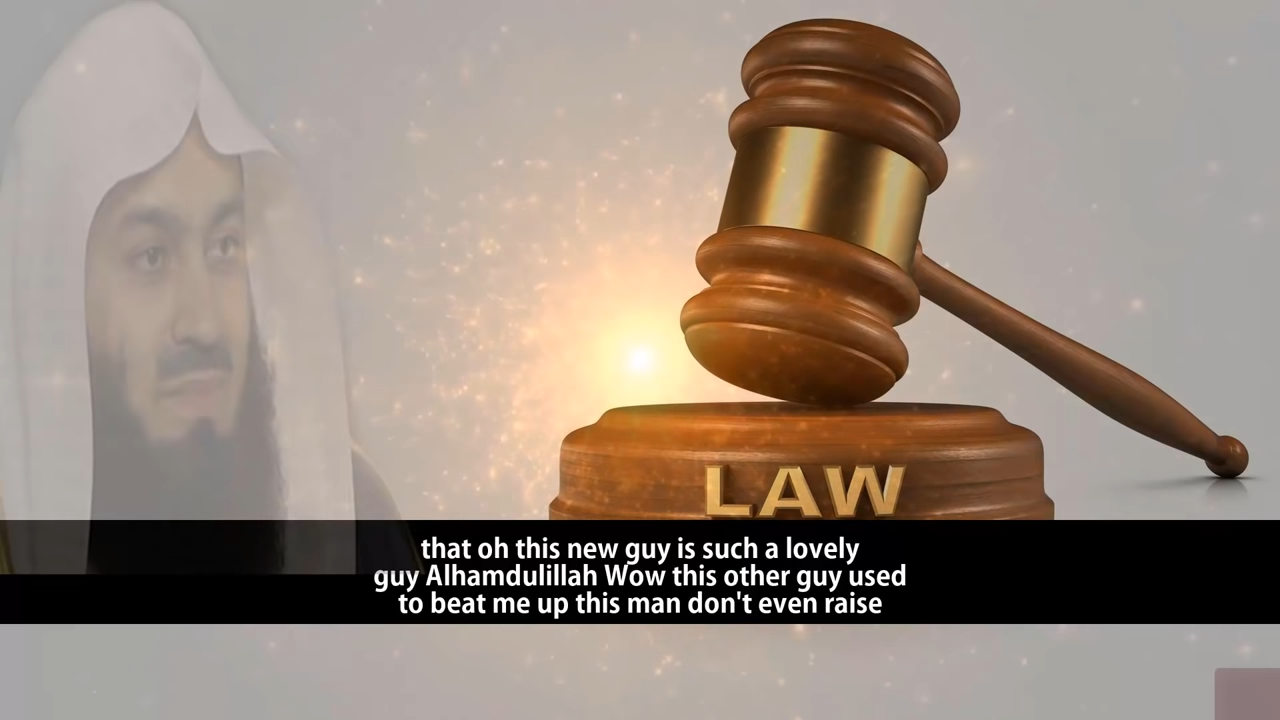 LAW
that oh this new guy is such a lovely
guy Alhamdulillah Wow this other guy used
to beat me up this man don't even raise